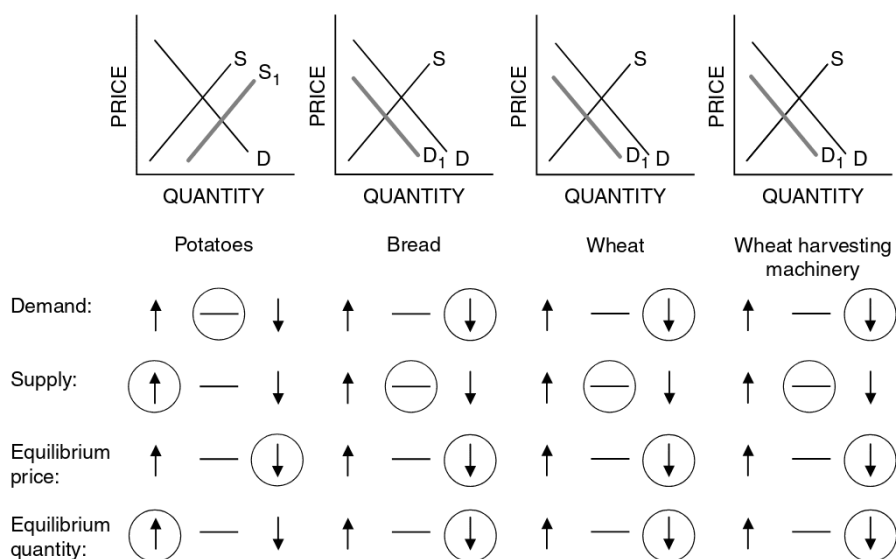 PRICE
S
S1
D
QUANTITY
Potatoes
PRICE
S
D1 D
QUANTITY
Bread
PRICE
S
D1 D
QUANTITY
Wheat
PRICE
S
D1 D
QUANTITY
Wheat harvesting
machinery
Demand:
Supply:
Equilibrium
price:
Equilibrium
quantity: